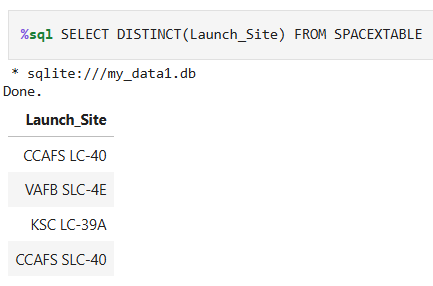 %sql SELECT DISTINCT(Launch_Site) FROM SPACEXTABLE
* sqlite:///my_data1.db
Done.
Launch_Site
CCAFS LC-40
VAFB SLC-4E
KSC LC-39A
CCAFS SLC-40